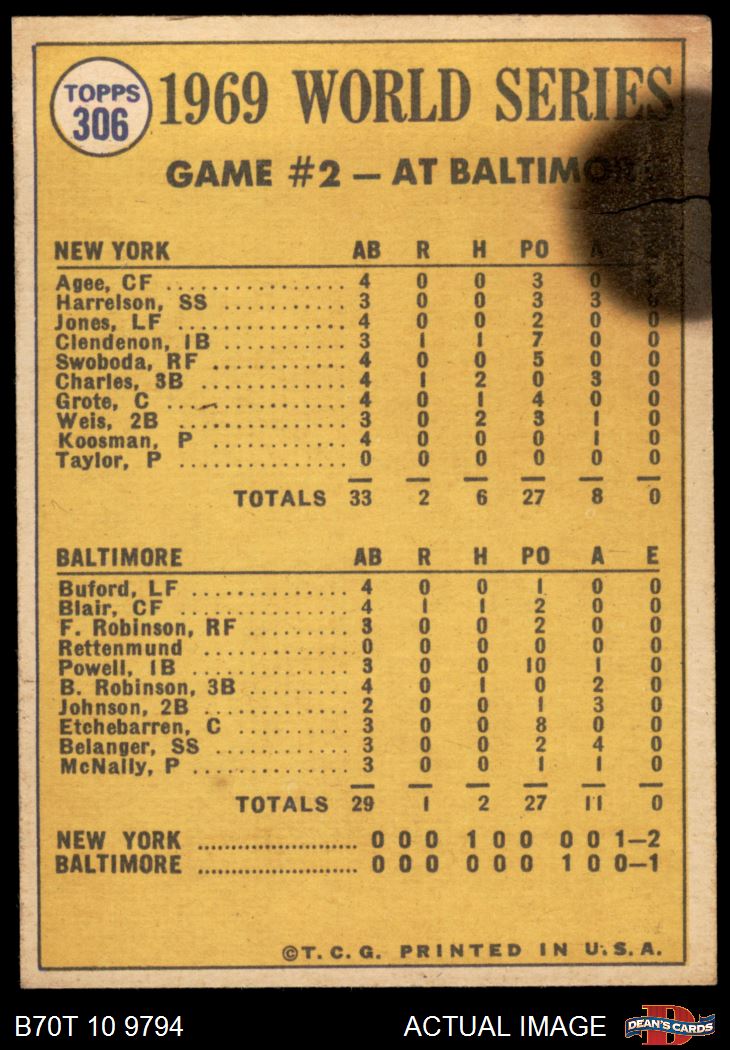 TOPPS
306
1969 WORLD SERIES
GAME #2 — AT BALTIMORE
NEW YORK AB R H PO A
Agee, CF .................. 4 0 0 3 0 0
Harrelson, SS ............ 3 0 0 3 3 0
Jones, LF ................. 4 0 0 2 0 0
Clendenon, 1B ............ 3 1 1 7 0 0
Swoboda, RF .............. 4 0 0 5 0 0
Charles, 3B ............... 4 1 2 0 3 0
Grote, C .................. 4 0 1 4 0 0
Weis, 2B .................. 3 0 2 3 1 0
Koosman, P ............... 4 0 0 0 1 0
Taylor, P ................. 0 0 0 0 0 0
TOTALS 33 2 6 27 8 0
BALTIMORE AB R H PO A E
Buford, LF ................ 4 0 0 1 0 0
Blair, CF ................. 4 1 1 2 0 0
F. Robinson, RF .......... 3 0 0 2 0 0
Rettenmund ............... 0 0 0 0 0 0
Powell, 1B ................ 3 0 0 10 1 0
B. Robinson, 3B .......... 4 0 1 0 2 0
Johnson, 2B ............... 2 0 0 1 3 0
Etchebarren, C ........... 3 0 0 8 0 0
Belanger, SS .............. 3 0 0 2 4 0
McNally, P ................ 3 0 0 1 1 0
TOTALS 29 1 2 27 11 0
NEW YORK ........................ 0 0 0 1 0 0 0 0 1—2
BALTIMORE ........................ 0 0 0 0 0 0 1 0 0—1
©T.C.G. PRINTED IN U.S.A.
B70T 10 9794 ACTUAL IMAGE D DEAN'S CARDS